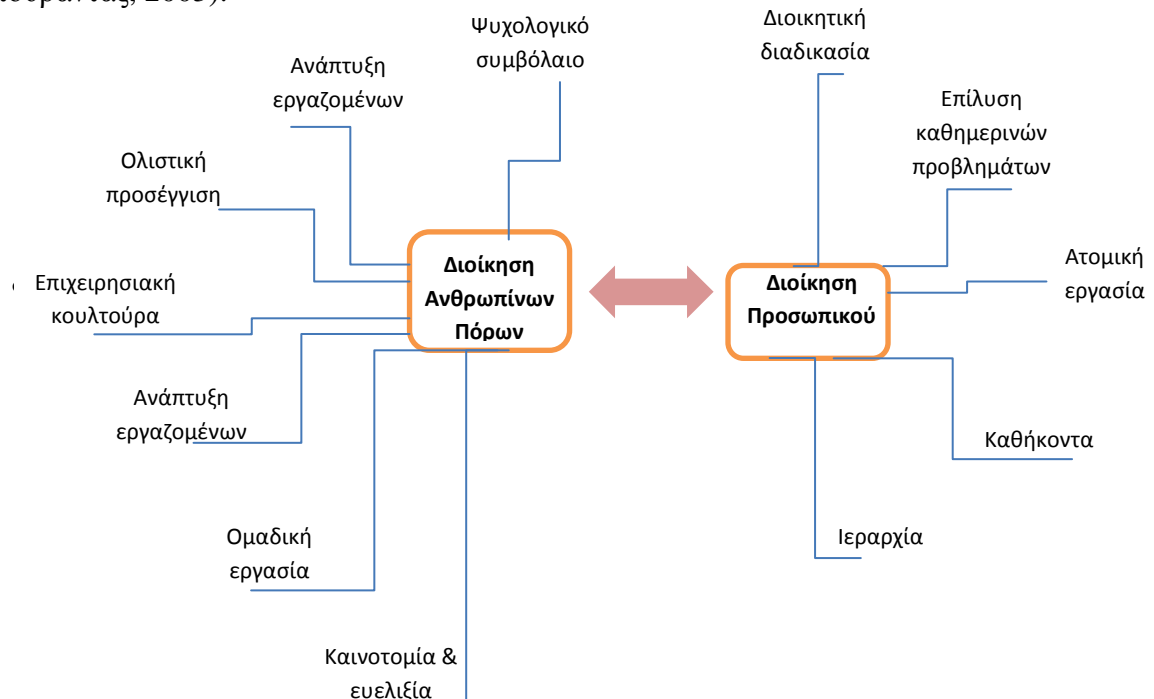 2005).
Ψυχολογικό
συμβόλαιο
Διοικητική
διαδικασία
Ανάπτυξη
εργαζομένων
Επίλυση
καθημερινών
προβλημάτων
Ολιστική
προσέγγιση
Διοίκηση
Ανθρωπίνων
Πόρων
Διοίκηση
Προσωπικού
Ατομική
εργασία
Επιχειρησιακή
κουλτούρα
Ανάπτυξη
εργαζομένων
Καθήκοντα
Ομαδική
εργασία
Ιεραρχία
Καινοτομία &
ευελιξία